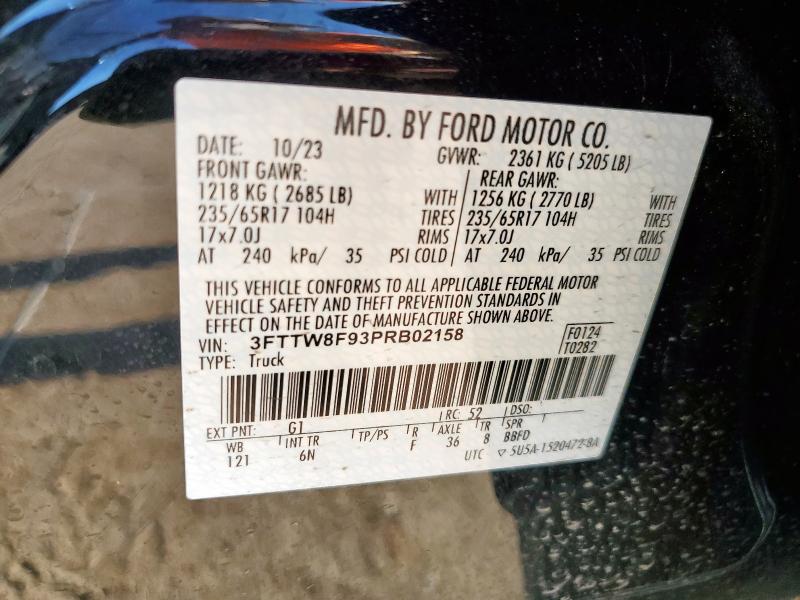 MFD. BY FORD MOTOR CO.
DATE: 10/23 GVWR: 2361 KG ( 5205 LB)
FRONT GAWR: REAR GAWR:
1218 KG ( 2685 LB) WITH 1256 KG ( 2770 LB) WITH
235/65R17 104H TIRES 235/65R17 104H TIRES
17x7.0J RIMS 17x7.0J RIMS
AT 240 kPa/ 35 PSI COLD AT 240 kPa/ 35 PSI COLD
THIS VEHICLE CONFORMS TO ALL APPLICABLE FEDERAL MOTOR
VEHICLE SAFETY AND THEFT PREVENTION STANDARDS IN
EFFECT ON THE DATE OF MANUFACTURE SHOWN ABOVE.
VIN: 3FTTW8F93PRB02158 F0124
TYPE: Truck T0282
EXT PNT: G1 RC: 52 DSO:
WB INT TR TP/PS R AXLE TR SPR
121 6N F 36 8 BBFD
UTC ▽ 5U5A-1520472-8A